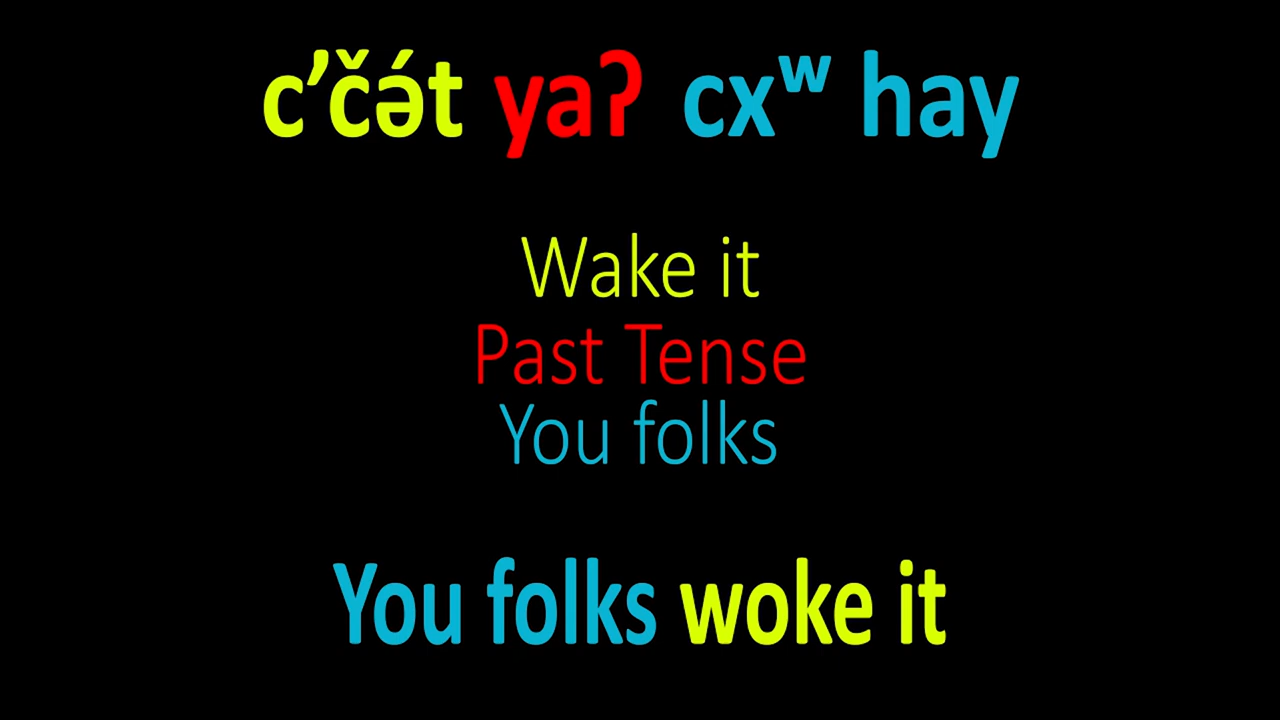 c’čə́t yaʔ cxʷ hay
Wake it
Past Tense
You folks
You folks woke it